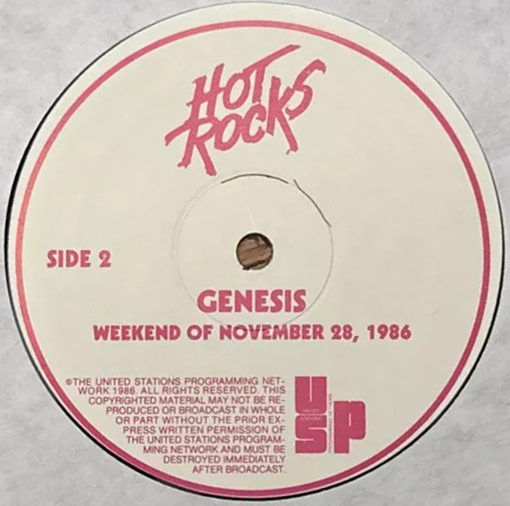 HOT
ROCKS
SIDE 2
GENESIS
WEEKEND OF NOVEMBER 28, 1986
©THE UNITED STATIONS PROGRAMMING NET-
WORK 1986. ALL RIGHTS RESERVED. THIS
COPYRIGHTED MATERIAL MAY NOT BE RE-
PRODUCED OR BROADCAST IN WHOLE
OR PART WITHOUT THE PRIOR EX-
PRESS WRITTEN PERMISSION OF
THE UNITED STATIONS PROGRAM-
MING NETWORK AND MUST BE
DESTROYED IMMEDIATELY
AFTER BROADCAST.
U
SP